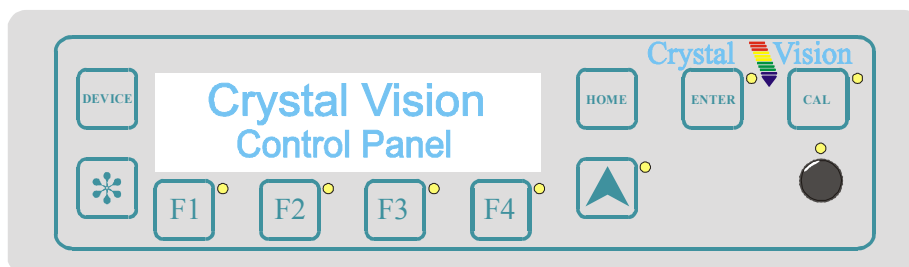 Crystal Vision
DEVICE
Crystal Vision
Control Panel
HOME
ENTER
CAL
F1
F2
F3
F4